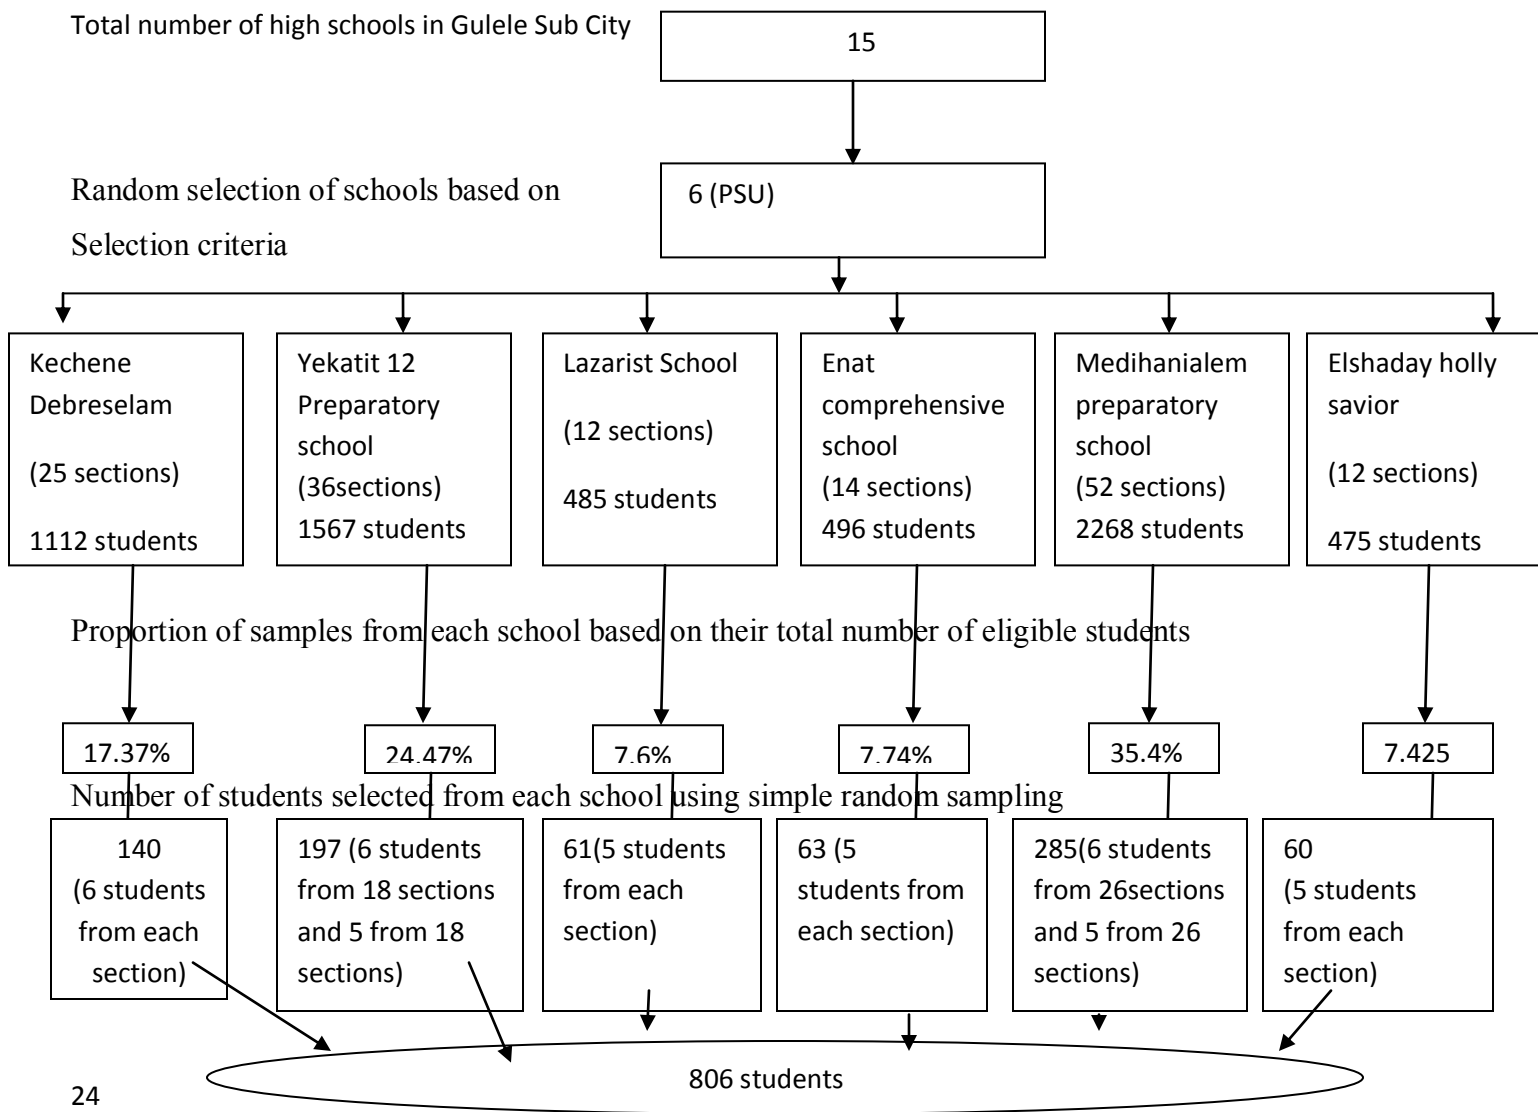 Total number of high schools in Gulele Sub City
15
Random selection of schools based on
Selection criteria
6 (PSU)
Kechene
Debreselam
(25 sections)
1112 students
Yekatit 12
Preparatory
school
(36sections)
1567 students
Lazarist School
(12 sections)
485 students
Enat
comprehensive
school
(14 sections)
496 students
Medihanialem
preparatory
school
(52 sections)
2268 students
Elshaday holly
savior
(12 sections)
475 students
Proportion of samples from each school based on their total number of eligible students
17.37%
24.47%
7.6%
7.74%
35.4%
7.425
Number of students selected from each school using simple random sampling
140
(6 students
from each
section)
197 (6 students
from 18 sections
and 5 from 18
sections)
61(5 students
from each
section)
63 (5
students from
each section)
285(6 students
from 26sections
and 5 from 26
sections)
60
(5 students
from each
section)
806 students
24